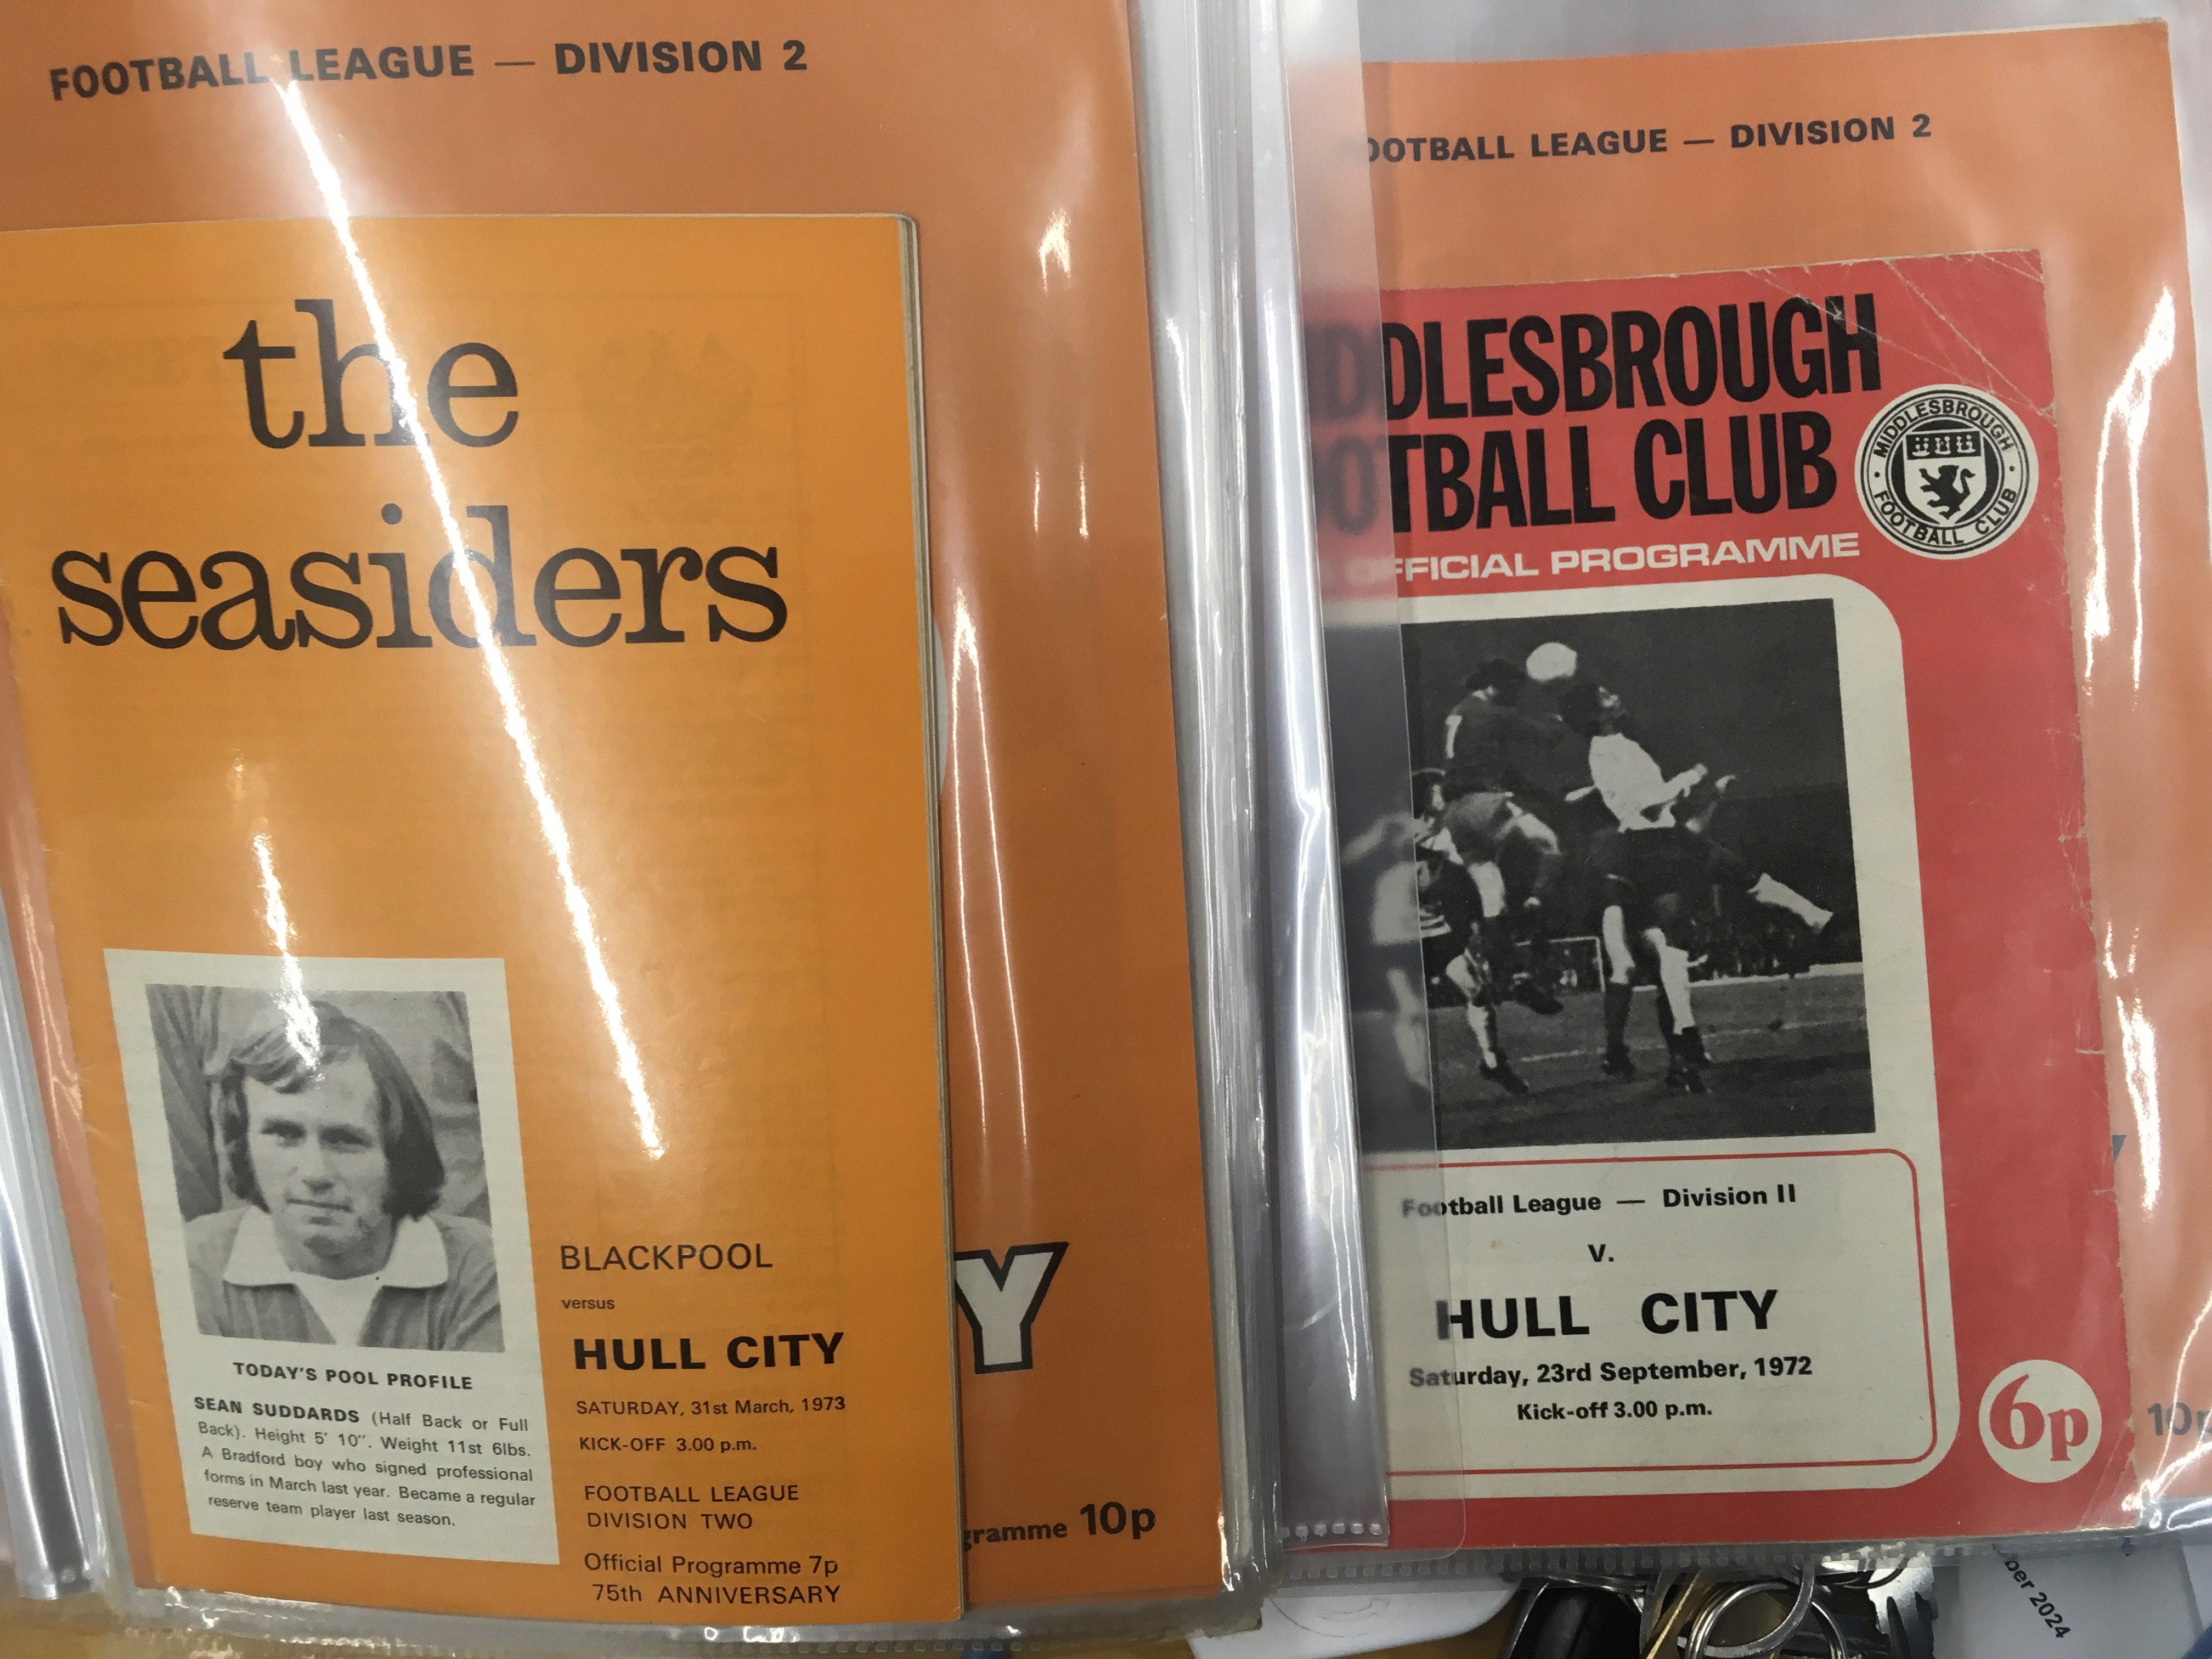 FOOTBALL LEAGUE — DIVISION 2
the
seasiders
TODAY'S POOL PROFILE
SEAN SUDDARDS (Half Back or Full
Back). Height 5' 10". Weight 11st 6lbs.
A Bradford boy who signed professional
forms in March last year. Became a regular
reserve team player last season.
BLACKPOOL
versus
HULL CITY
SATURDAY, 31st March, 1973
KICK-OFF 3.00 p.m.
FOOTBALL LEAGUE
DIVISION TWO
Official Programme 7p
75th ANNIVERSARY
Y
gramme 10p
OOTBALL LEAGUE — DIVISION 2
DDLESBROUGH
OOTBALL CLUB
OFFICIAL PROGRAMME
MIDDLESBROUGH
FOOTBALL CLUB
Football League — Division II
V.
HULL CITY
Saturday, 23rd September, 1972
Kick-off 3.00 p.m.
6p
10p
ber 2024